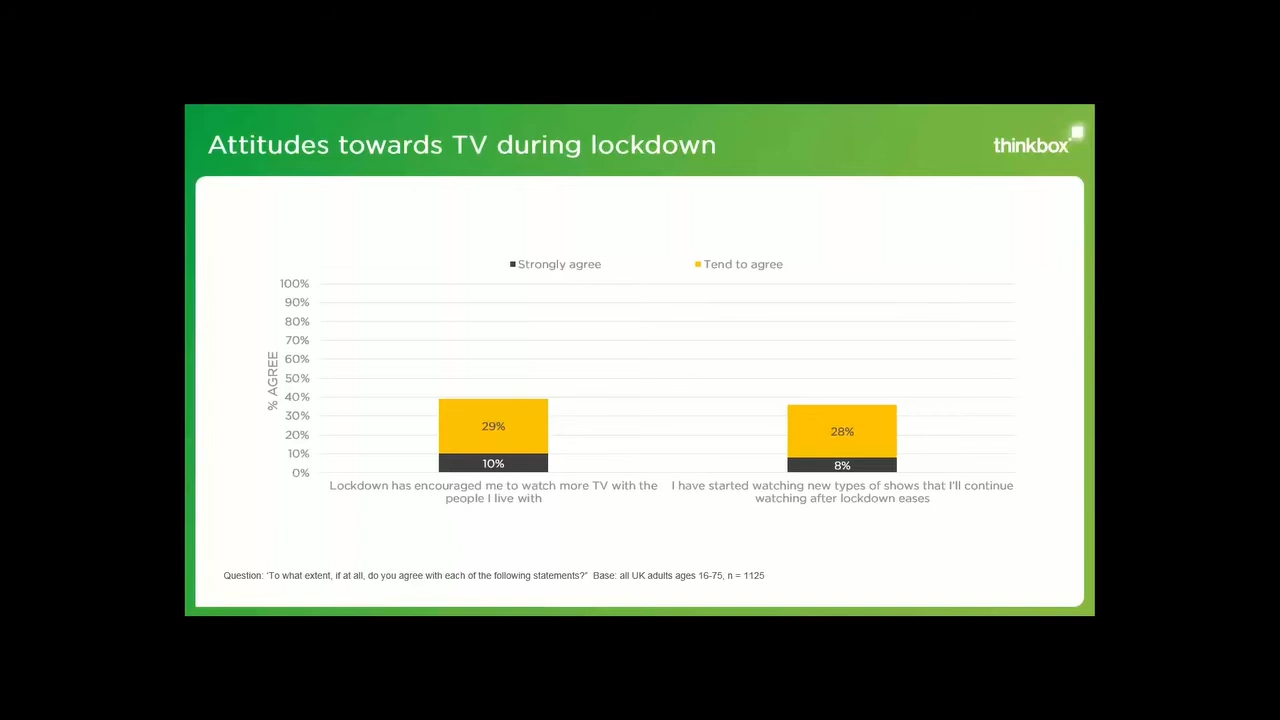 Attitudes towards TV during lockdown
thinkbox
Strongly agree
Tend to agree
100%
90%
80%
70%
60%
50%
40%
30%
20%
10%
0%
% AGREE
29%
10%
28%
8%
Lockdown has encouraged me to watch more TV with the
people I live with
I have started watching new types of shows that I'll continue
watching after lockdown eases
Question: 'To what extent, if at all, do you agree with each of the following statements?" Base: all UK adults ages 16-75, n = 1125